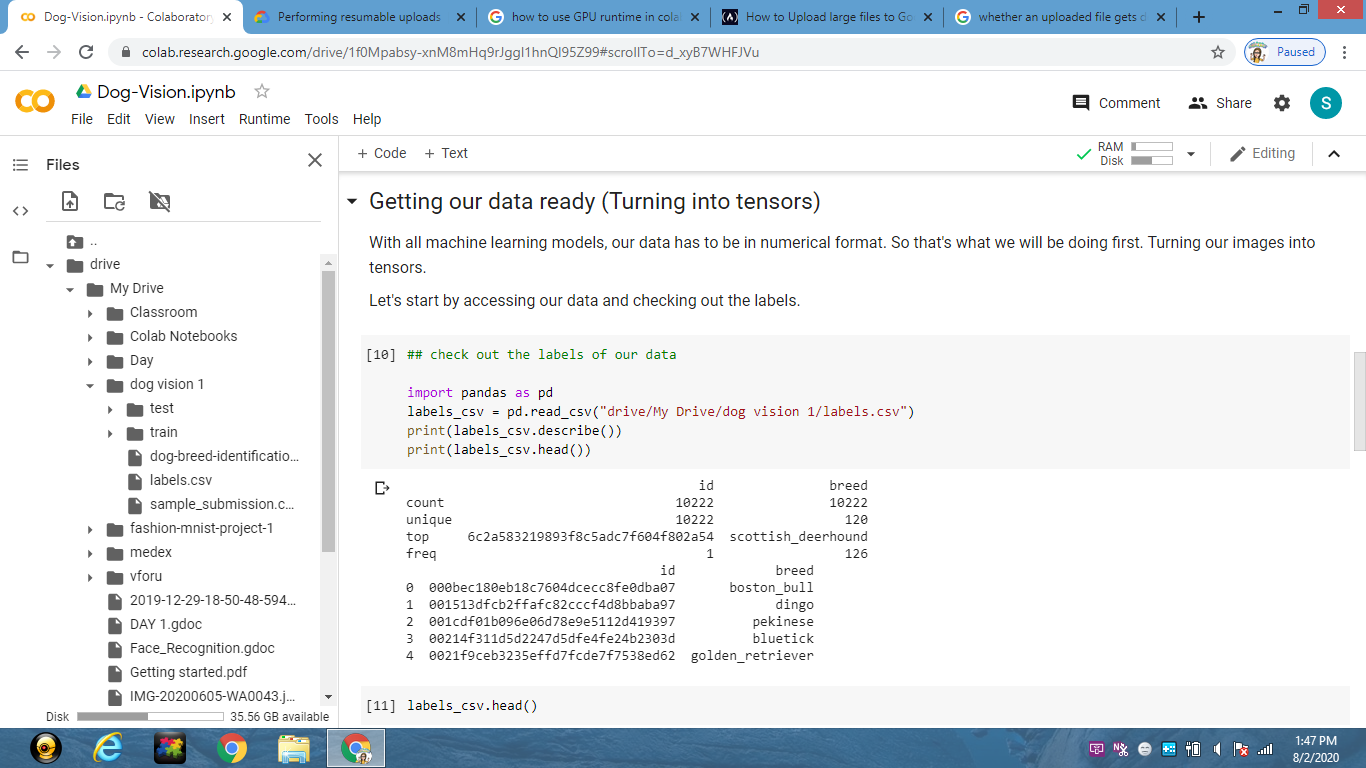 Dog-Vision.ipynb - Colaboratory
Performing resumable uploads
how to use GPU runtime in cola
How to Upload large files to Go
whether an uploaded file gets d
colab.research.google.com/drive/1f0Mpabsy-xnM8mHq9rJggI1hnQl95Z99#scrollTo=d_xyB7WHFJVu
Paused
Dog-Vision.ipynb
File Edit View Insert Runtime Tools Help
Comment
Share
S
Files
+ Code + Text
RAM
Disk
Editing
..
drive
My Drive
Classroom
Colab Notebooks
Day
dog vision 1
test
train
dog-breed-identificatio...
labels.csv
sample_submission.c...
fashion-mnist-project-1
medex
vforu
2019-12-29-18-50-48-594...
DAY 1.gdoc
Face_Recognition.gdoc
Getting started.pdf
IMG-20200605-WA0043.j...
Disk 35.56 GB available
Getting our data ready (Turning into tensors)
With all machine learning models, our data has to be in numerical format. So that's what we will be doing first. Turning our images into
tensors.
Let's start by accessing our data and checking out the labels.
[10] ## check out the labels of our data
import pandas as pd
labels_csv = pd.read_csv("drive/My Drive/dog vision 1/labels.csv")
print(labels_csv.describe())
print(labels_csv.head())
id breed
count 10222 10222
unique 10222 120
top 6c2a583219893f8c5adc7f604f802a54 scottish_deerhound
freq 1 126
id breed
0 000bec180eb18c7604dcecc8fe0dba07 boston_bull
1 001513dfcb2ffafc82cccf4d8bbaba97 dingo
2 001cdf01b096e06d78e9e5112d419397 pekinese
3 00214f311d5d2247d5dfe4fe24b2303d bluetick
4 0021f9ceb3235effd7fcde7f7538ed62 golden_retriever
[11] labels_csv.head()
1:47 PM
8/2/2020